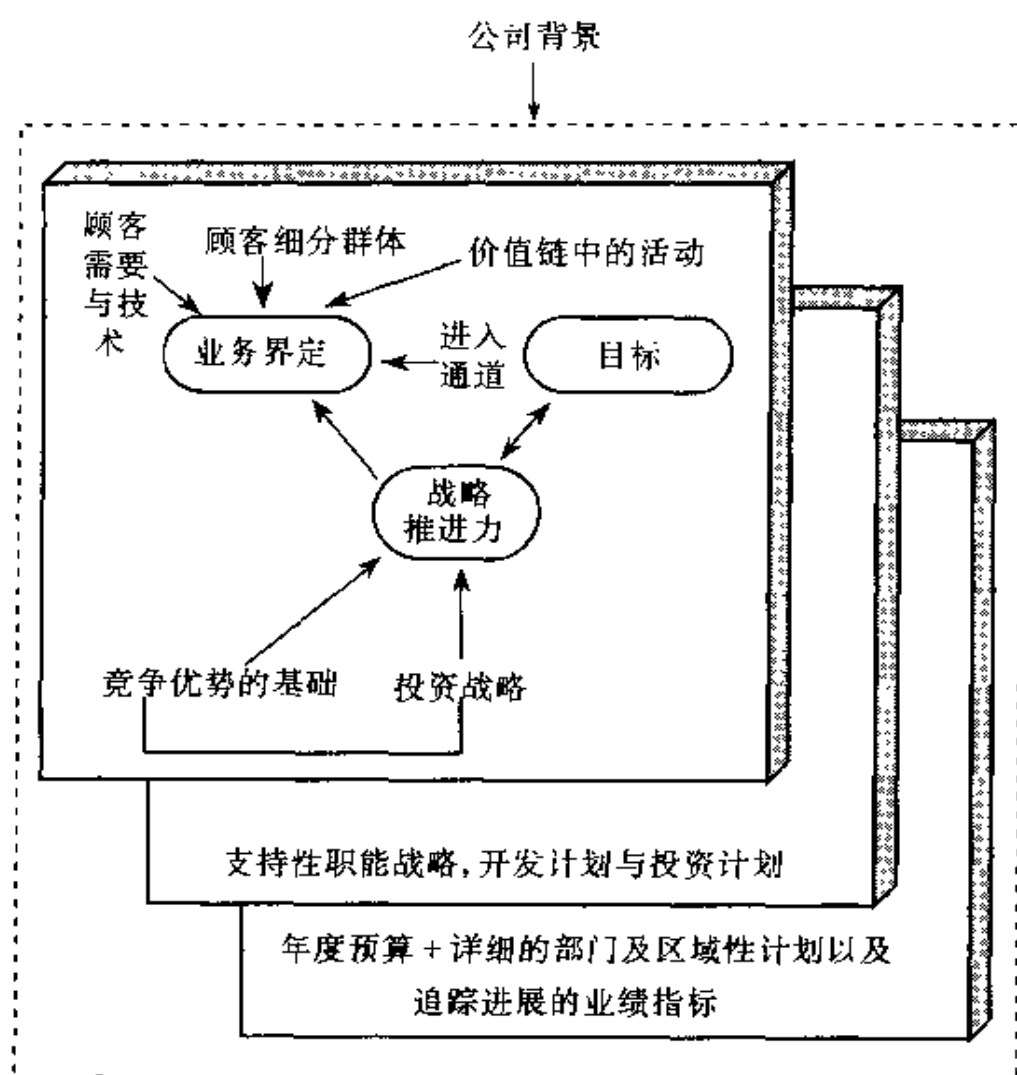 公司背景
顾客
需要
与技
术
顾客细分群体
价值链中的活动
业务界定
进入
通道
目标
战略
推进力
竞争优势的基础
投资战略
支持性职能战略,开发计划与投资计划
年度预算+详细的部门及区域性计划以及
追踪进展的业绩指标